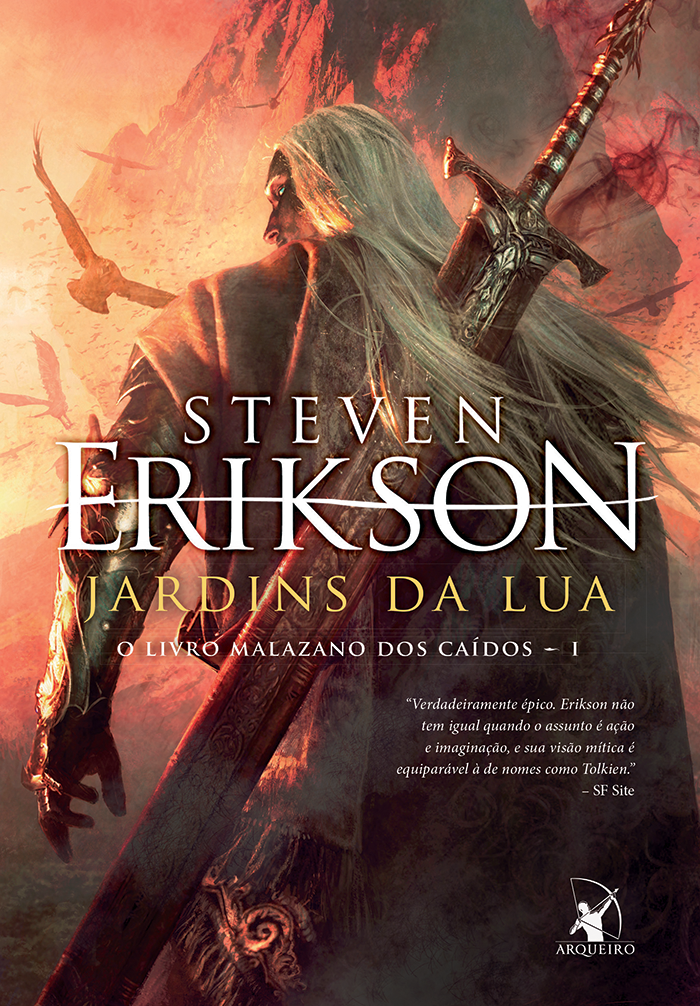 STEVEN
ERIKSON
JARDINS DA LUA
O LIVRO MALAZANO DOS CAÍDOS – I
“Verdadeiramente épico. Erikson não
tem igual quando o assunto é ação
e imaginação, e sua visão mítica é
equiparável à de nomes como Tolkien.”
– SF Site
ARQUEIRO